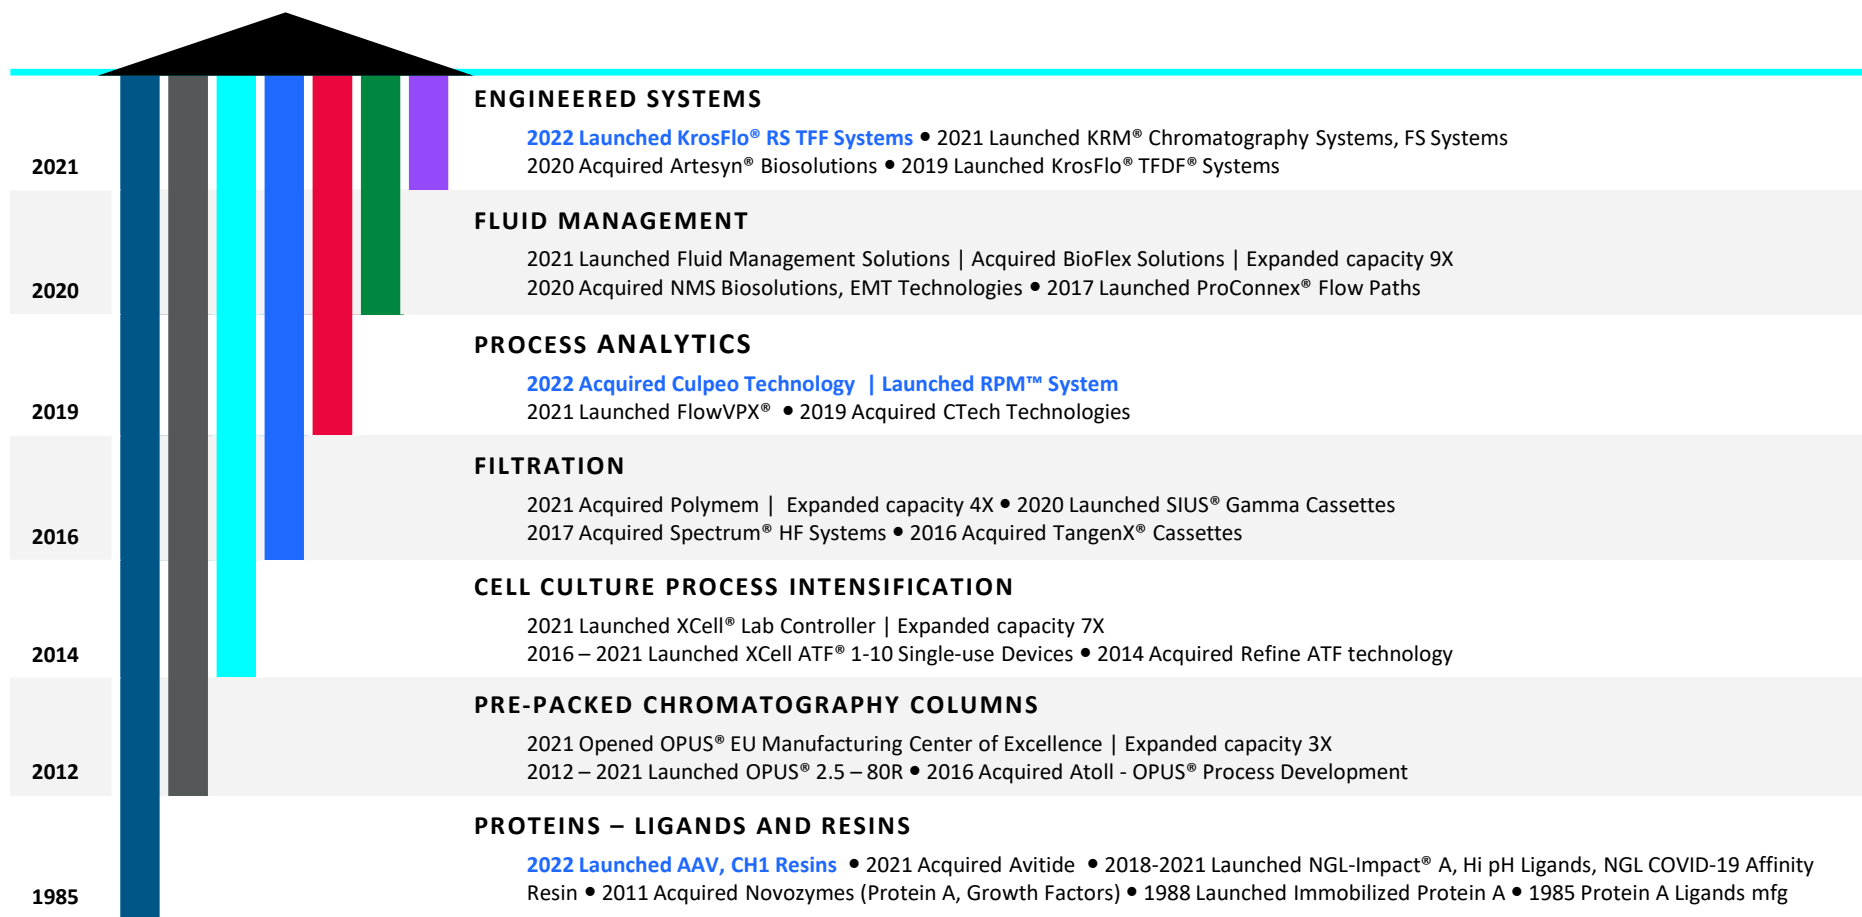 ENGINEERED SYSTEMS
2022 Launched KrosFlo® RS TFF Systems • 2021 Launched KRM® Chromatography Systems, FS Systems
2021
2020 Acquired Artesyn® Biosolutions • 2019 Launched KrosFlo® TFDF® Systems
FLUID MANAGEMENT
2021 Launched Fluid Management Solutions | Acquired BioFlex Solutions | Expanded capacity 9X
2020
2020 Acquired NMS Biosolutions, EMT Technologies • 2017 Launched ProConnex® Flow Paths
PROCESS ANALYTICS
2022 Acquired Culpeo Technology | Launched RPM™ System
2019
2021 Launched FlowVPX® • 2019 Acquired CTech Technologies
FILTRATION
2021 Acquired Polymem | Expanded capacity 4X • 2020 Launched SIUS® Gamma Cassettes
2016
2017 Acquired Spectrum® HF Systems • 2016 Acquired TangenX® Cassettes
CELL CULTURE PROCESS INTENSIFICATION
2021 Launched XCell® Lab Controller | Expanded capacity 7X
2014
2016 – 2021 Launched XCell ATF® 1-10 Single-use Devices • 2014 Acquired Refine ATF technology
PRE-PACKED CHROMATOGRAPHY COLUMNS
2021 Opened OPUS® EU Manufacturing Center of Excellence | Expanded capacity 3X
2012
2012 – 2021 Launched OPUS® 2.5 – 80R • 2016 Acquired Atoll - OPUS® Process Development
PROTEINS – LIGANDS AND RESINS
2022 Launched AAV, CH1 Resins • 2021 Acquired Avitide • 2018-2021 Launched NGL-Impact® A, Hi pH Ligands, NGL COVID-19 Affinity
1985
Resin • 2011 Acquired Novozymes (Protein A, Growth Factors) • 1988 Launched Immobilized Protein A • 1985 Protein A Ligands mfg